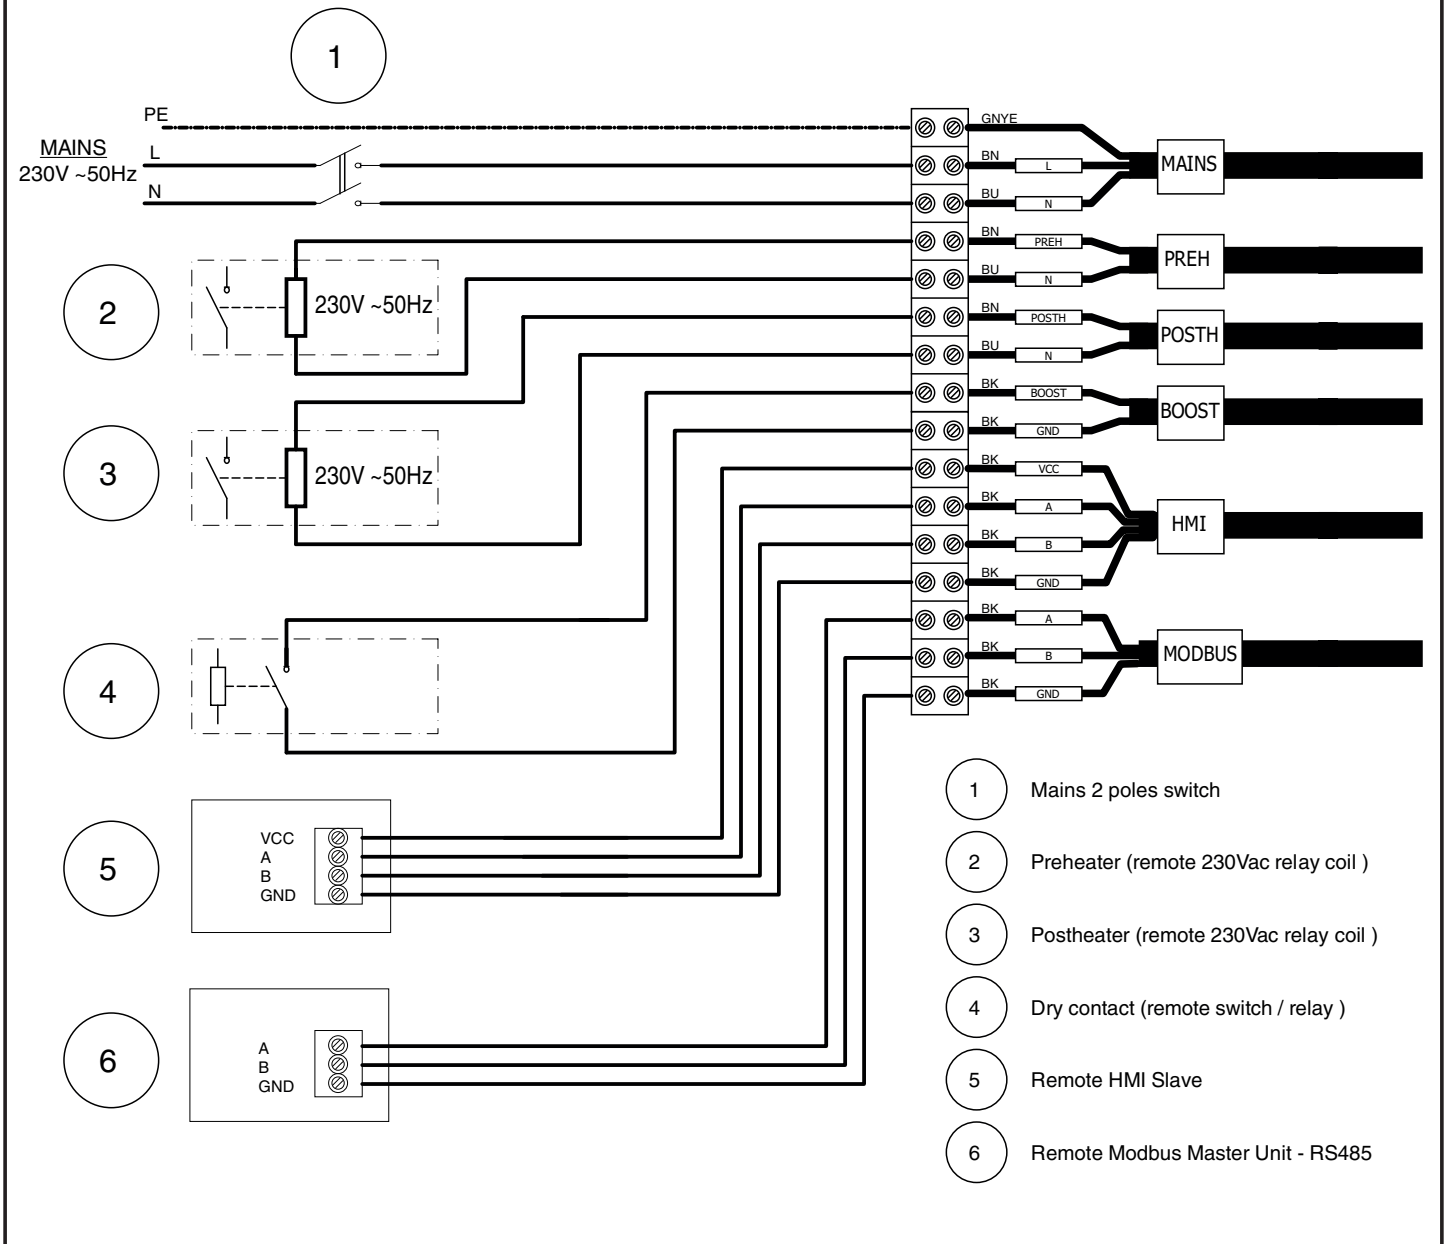 1
PE
MAINS
230V ~50Hz
L
N
GNYE
BN
L
BU
N
MAINS
BN
PREH
BU
N
PREH
BN
POSTH
BU
N
POSTH
BK
BOOST
BK
GND
BOOST
BK
VCC
BK
A
BK
B
BK
GND
HMI
BK
A
BK
B
BK
GND
MODBUS
2
230V ~50Hz
3
230V ~50Hz
4
5
VCC
A
B
GND
6
A
B
GND
1 Mains 2 poles switch
2 Preheater (remote 230Vac relay coil )
3 Postheater (remote 230Vac relay coil )
4 Dry contact (remote switch / relay )
5 Remote HMI Slave
6 Remote Modbus Master Unit - RS485